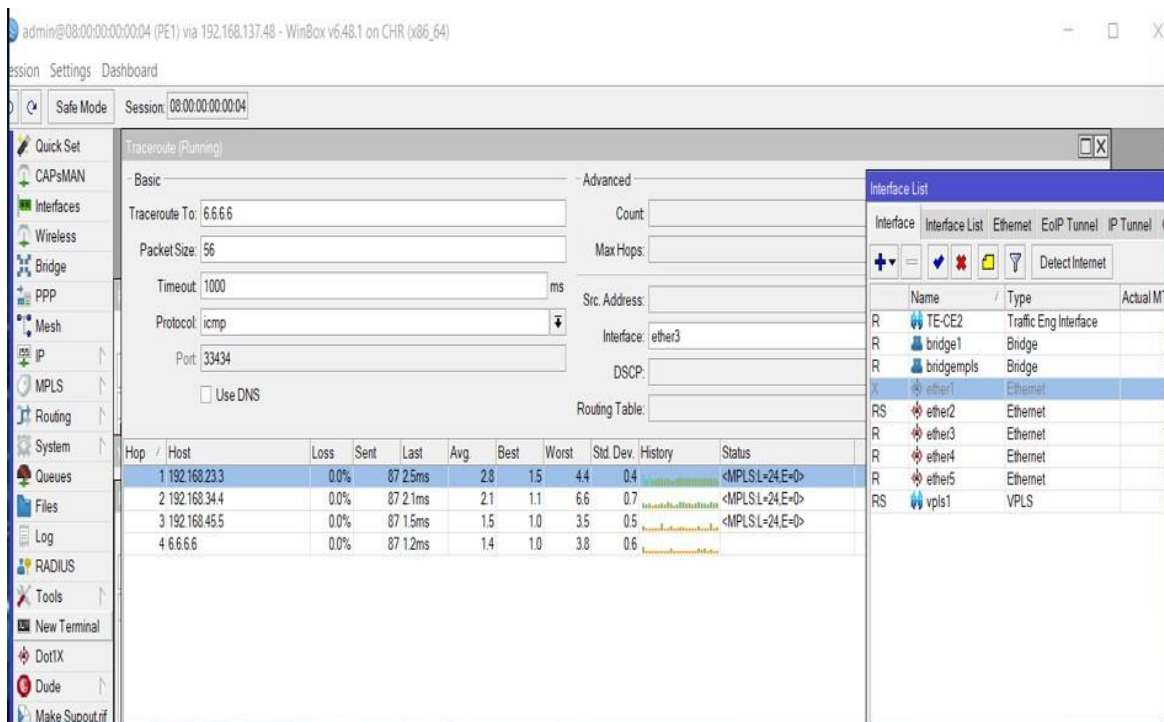 admin@08:00:00:00:00:04 (PE1) via 192.168.137.48 - WinBox v6.48.1 on CHR (x86_64)
ession Settings Dashboard
Safe Mode Session: 08:00:00:00:00:04
Quick Set
CAPsMAN
Interfaces
Wireless
Bridge
PPP
Mesh
IP
MPLS
Routing
System
Queues
Files
Log
RADIUS
Tools
New Terminal
Dot1X
Dude
Make Supout.rif
Traceroute (Running)
Basic
Traceroute To: 6.6.6.6
Packet Size: 56
Timeout: 1000 ms
Protocol: icmp
Port: 33434
Use DNS
Advanced
Count:
Max Hops:
Src. Address:
Interface: ether3
DSCP:
Routing Table:
Hop / Host Loss Sent Last Avg. Best Worst Std. Dev. History Status
1 192.168.23.3 0.0% 87 2.5ms 2.8 1.5 4.4 0.4 <MPLS:L=24,E=0>
2 192.168.34.4 0.0% 87 2.1ms 2.1 1.1 6.6 0.7 <MPLS:L=24,E=0>
3 192.168.45.5 0.0% 87 1.5ms 1.5 1.0 3.5 0.5 <MPLS:L=24,E=0>
4 6.6.6.6 0.0% 87 1.2ms 1.4 1.0 3.8 0.6
Interface List
Interface Interface List Ethernet EoIP Tunnel IP Tunnel
Detect Internet
Name / Type Actual MT
R TE-CE2 Traffic Eng Interface
R bridge1 Bridge
R bridgempls Bridge
X ether1 Ethernet
RS ether2 Ethernet
R ether3 Ethernet
R ether4 Ethernet
R ether5 Ethernet
RS vpls1 VPLS